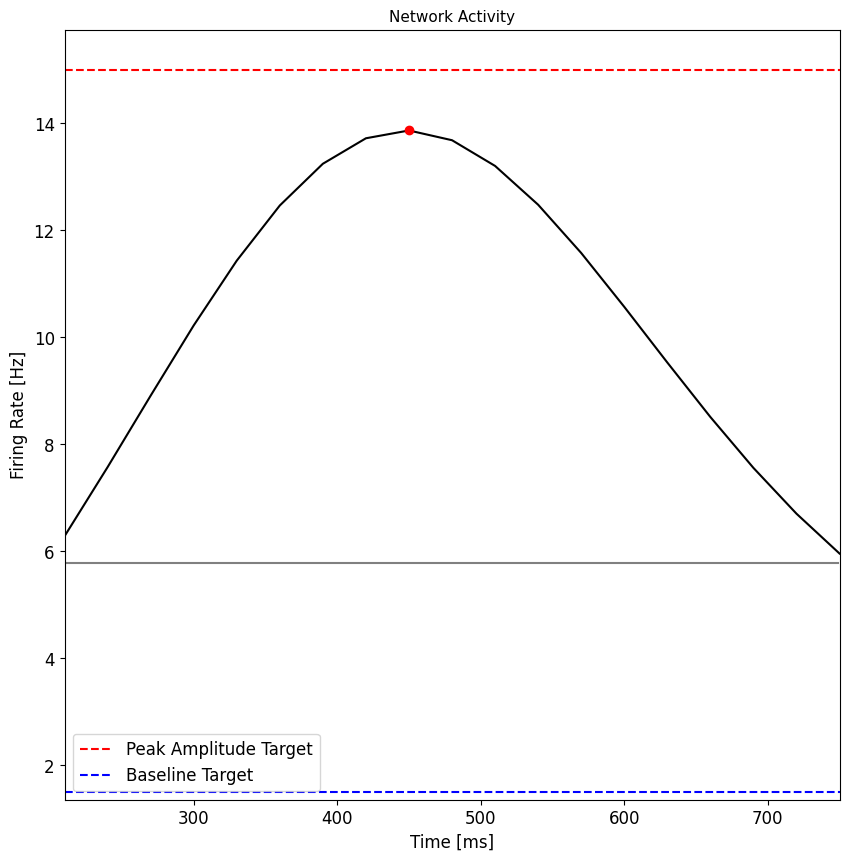 Network Activity
Firing Rate [Hz]
14
12
10
8
6
4
2
Peak Amplitude Target
Baseline Target
300
400
500
600
700
Time [ms]